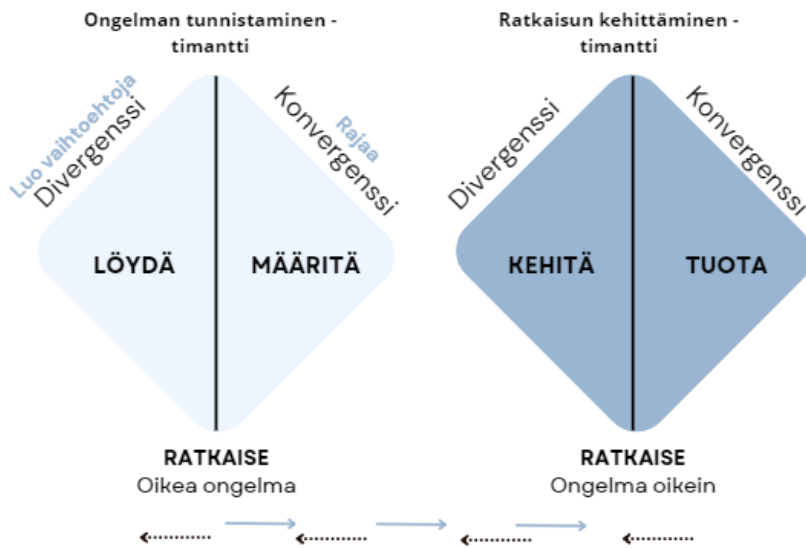 Ongelman tunnistaminen -
timantti
Luo vaihtoehtoja
Divergenssi
Konvergenssi
Rajaa
LÖYDÄ
MÄÄRITÄ
RATKAISE
Oikea ongelma
Ratkaisun kehittäminen -
timantti
Divergenssi
Konvergenssi
KEHITÄ
TUOTA
RATKAISE
Ongelma oikein